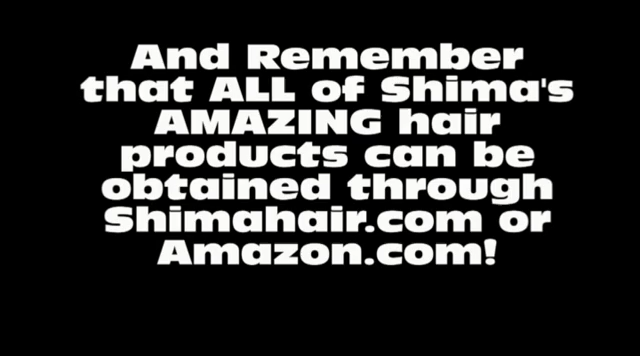 And Remember
that ALL of Shima's
AMAZING hair
products can be
obtained through
Shimahair.com or
Amazon.com!